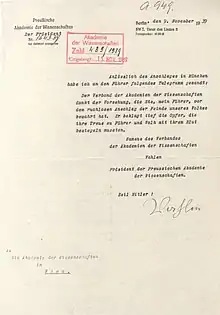 a 949.
Preußische
Akademie der Wissenschaften
Der Präsident
Berlin den 9. November 1939
NW 7, Unter den Linden 8
Akademie
der Wissenschaften
Zahl 483/1939
Eingelangt: 15. NOV. 1939
Anläßlich des Anschlages in München
habe ich an den Führer folgendes Telegramm gesandt:
Der Verband der Akademien der Wissenschaften
dankt der Vorsehung, die Sie, mein Führer, vor
dem ruchlosen Anschlag der Feinde unseres Volkes
bewahrt hat. Er beklagt tief die Opfer, die
ihre Treue zu Führer und Volk mit ihrem Blut
besiegeln mussten.
Namens des Verbandes
der Akademien der Wissenschaften
Vahlen
Präsident der Preussischen Akademie
der Wissenschaften.
Heil Hitler!
Vahlen
An die Akademie der Wissenschaften
in
Wien.